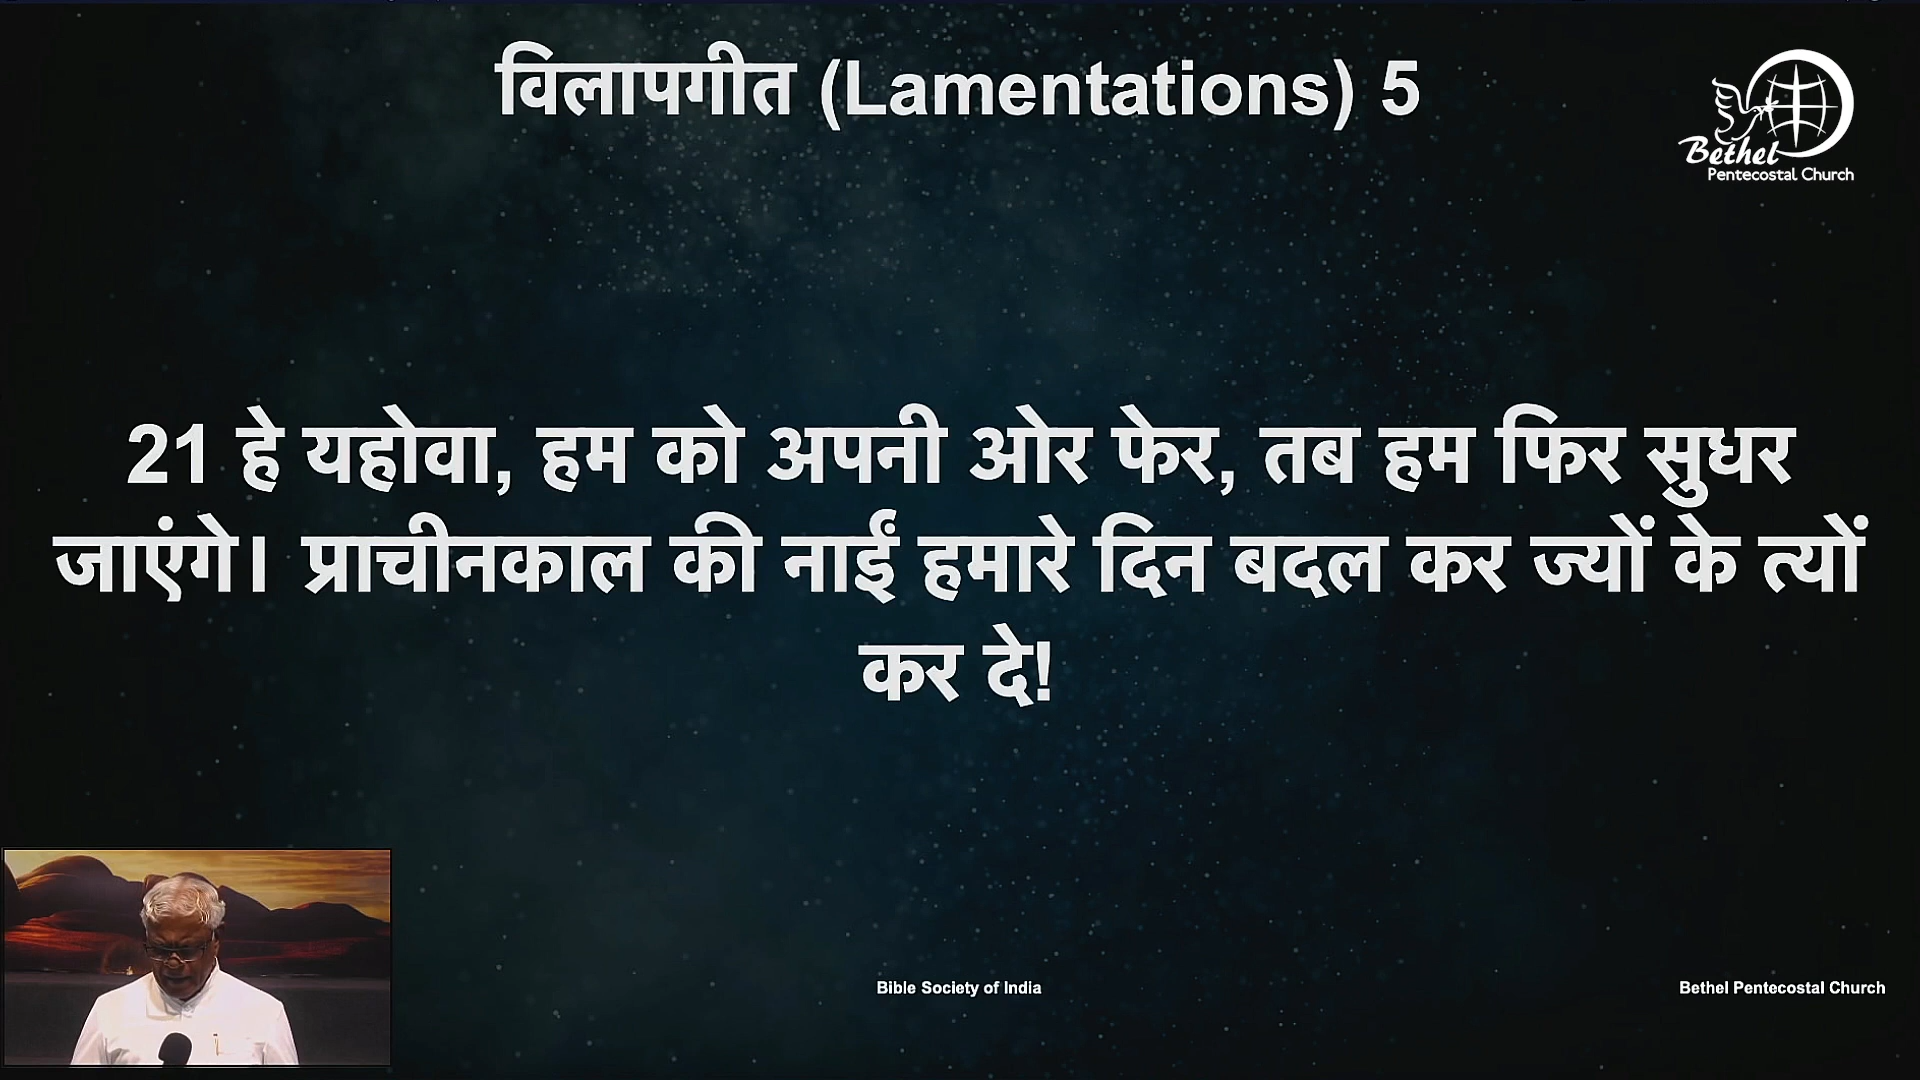 विलापगीत (Lamentations) 5
Bethel
Pentecostal Church
21 हे यहोवा, हम को अपनी ओर फेर, तब हम फिर सुधर
जाएंगे। प्राचीनकाल की नाईं हमारे दिन बदल कर ज्यों के त्यों
कर दे!
Bible Society of India
Bethel Pentecostal Church